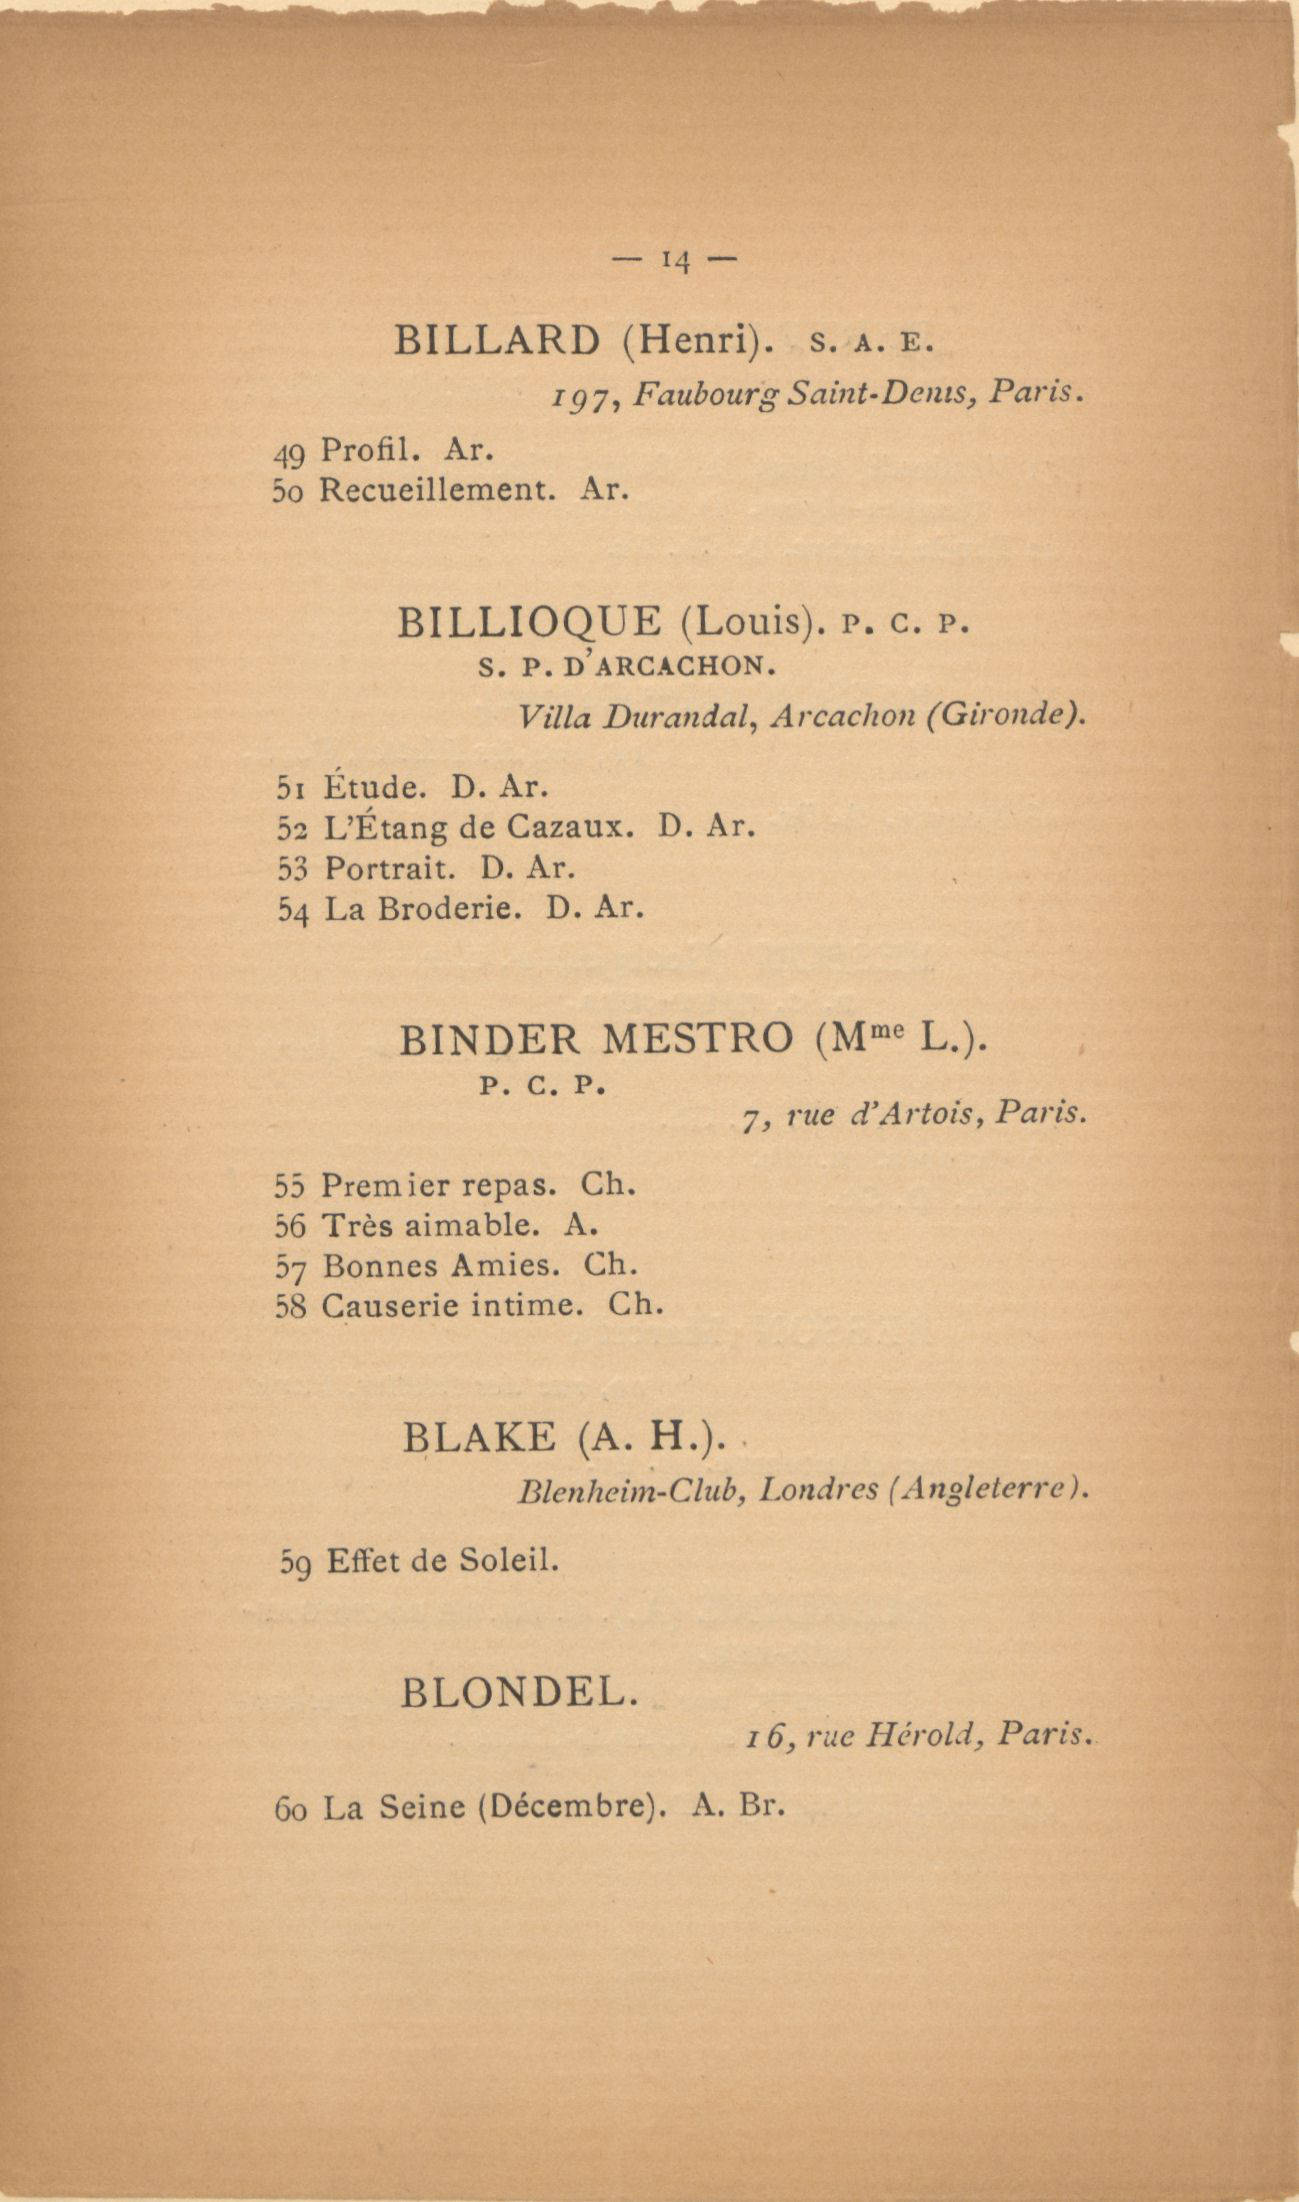 — 14 —
BILLARD (Henri). S. A. E.
197, Faubourg Saint-Denis, Paris.
49 Profil. Ar.
50 Recueillement. Ar.
BILLIOQUE (Louis). P. C. P.
S. P. D'ARCACHON.
Villa Durandal, Arcachon (Gironde).
51 Étude. D. Ar.
52 L'Étang de Cazaux. D. Ar.
53 Portrait. D. Ar.
54 La Broderie. D. Ar.
BINDER MESTRO (Mme L.).
P. C. P.
7, rue d'Artois, Paris.
55 Premier repas. Ch.
56 Très aimable. A.
57 Bonnes Amies. Ch.
58 Causerie intime. Ch.
BLAKE (A. H.).
Blenheim-Club, Londres (Angleterre).
59 Effet de Soleil.
BLONDEL.
16, rue Hérold, Paris.
60 La Seine (Décembre). A. Br.